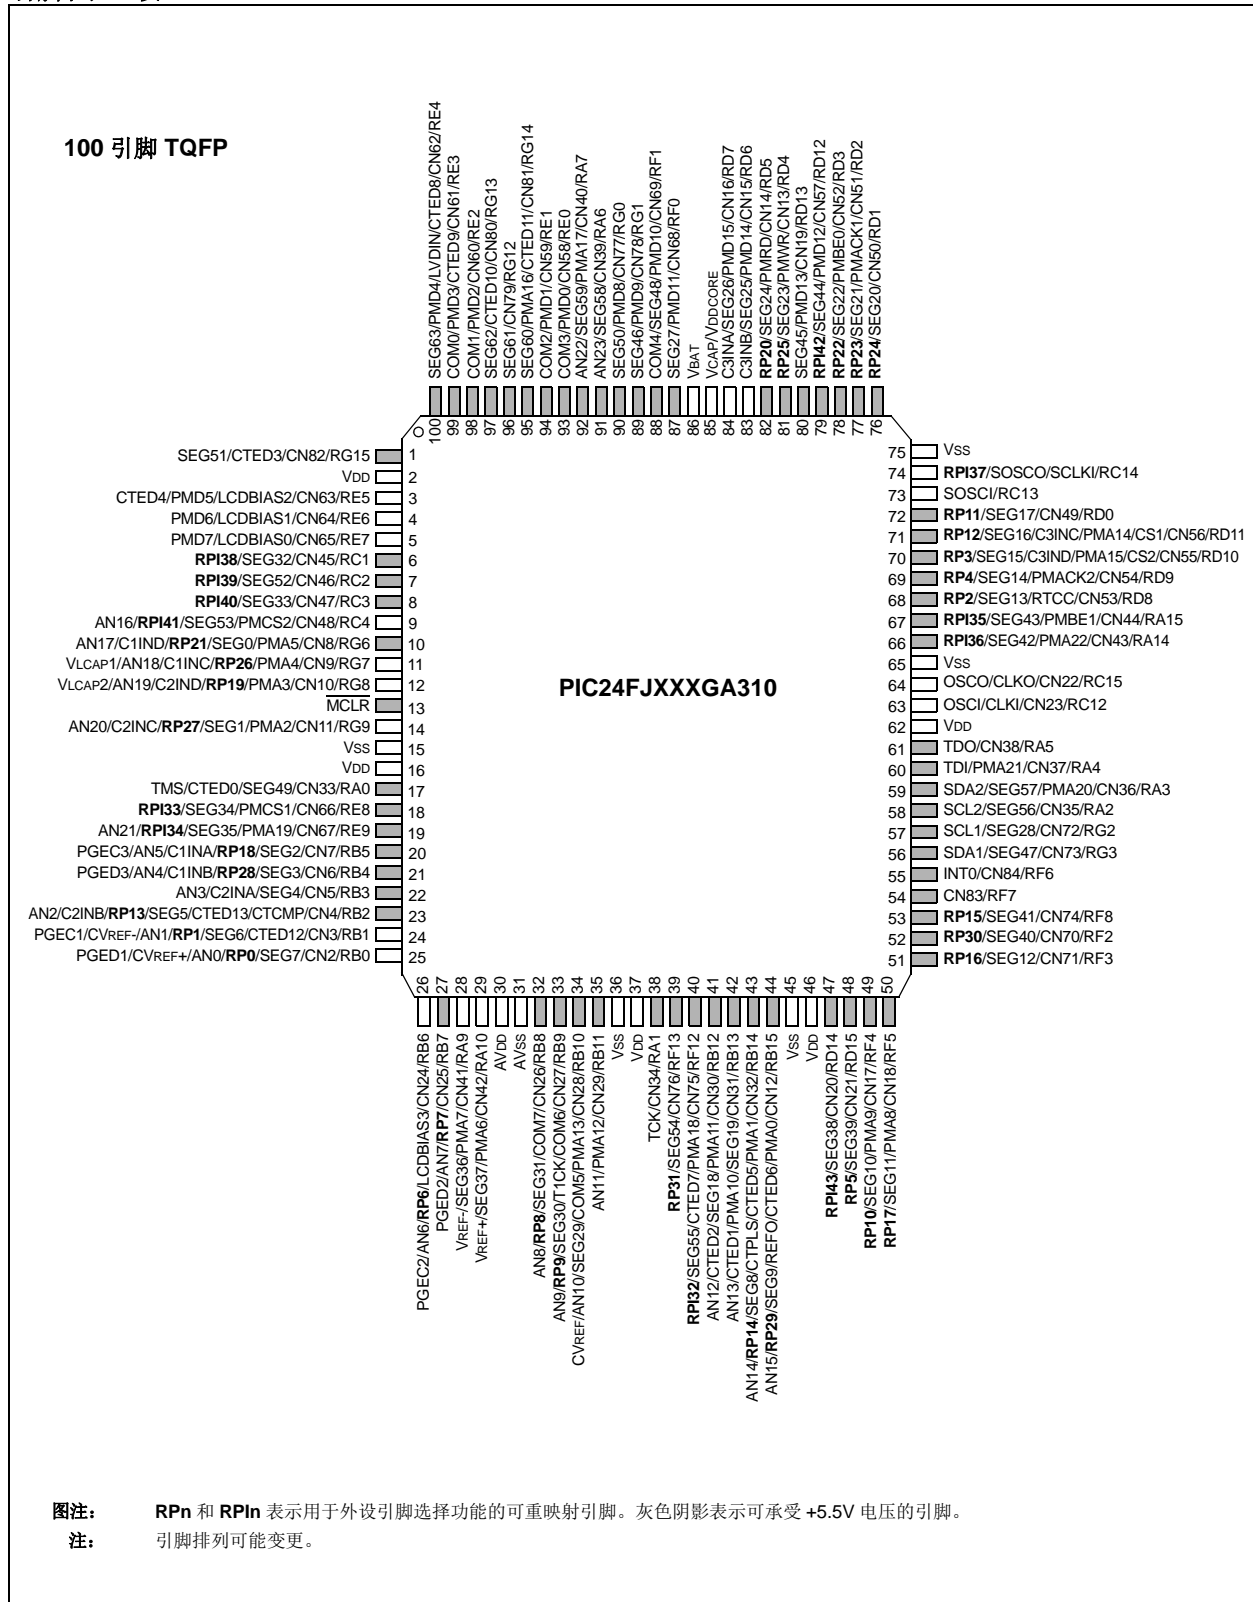 100 引脚 TQFP
SEG63/PMD4/LVDIN/CTED8/CN62/RE4
COM0/PMD3/CTED9/CN61/RE3
COM1/PMD2/CN60/RE2
SEG62/CTED10/CN80/RG13
SEG61/CN79/RG12
SEG60/PMA16/CTED11/CN81/RG14
COM2/PMD1/CN59/RE1
COM3/PMD0/CN58/RE0
AN22/SEG59/PMA17/CN40/RA7
AN23/SEG58/CN39/RA6
SEG50/PMD8/CN77/RG0
SEG46/PMD9/CN78/RG1
COM4/SEG48/PMD10/CN69/RF1
SEG27/PMD11/CN68/RF0
VBAT
VCAP/VDDCORE
C3INA/SEG26/PMD15/CN16/RD7
C3INB/SEG25/PMD14/CN15/RD6
RP20/SEG24/PMRD/CN14/RD5
RP25/SEG23/PMWR/CN13/RD4
SEG45/PMD13/CN19/RD13
RPI42/SEG44/PMD12/CN57/RD12
RP22/SEG22/PMBE0/CN52/RD3
RP23/SEG21/PMACK1/CN51/RD2
RP24/SEG20/CN50/RD1
100 99 98 97 96 95 94 93 92 91 90 89 88 87 86 85 84 83 82 81 80 79 78 77 76
SEG51/CTED3/CN82/RG15 1
VDD 2
CTED4/PMD5/LCDBIAS2/CN63/RE5 3
PMD6/LCDBIAS1/CN64/RE6 4
PMD7/LCDBIAS0/CN65/RE7 5
RPI38/SEG32/CN45/RC1 6
RPI39/SEG52/CN46/RC2 7
RPI40/SEG33/CN47/RC3 8
AN16/RPI41/SEG53/PMCS2/CN48/RC4 9
AN17/C1IND/RP21/SEG0/PMA5/CN8/RG6 10
VLCAP1/AN18/C1INC/RP26/PMA4/CN9/RG7 11
VLCAP2/AN19/C2IND/RP19/PMA3/CN10/RG8 12
MCLR 13
AN20/C2INC/RP27/SEG1/PMA2/CN11/RG9 14
VSS 15
VDD 16
TMS/CTED0/SEG49/CN33/RA0 17
RPI33/SEG34/PMCS1/CN66/RE8 18
AN21/RPI34/SEG35/PMA19/CN67/RE9 19
PGEC3/AN5/C1INA/RP18/SEG2/CN7/RB5 20
PGED3/AN4/C1INB/RP28/SEG3/CN6/RB4 21
AN3/C2INA/SEG4/CN5/RB3 22
AN2/C2INB/RP13/SEG5/CTED13/CTCMP/CN4/RB2 23
PGEC1/CVREF-/AN1/RP1/SEG6/CTED12/CN3/RB1 24
PGED1/CVREF+/AN0/RP0/SEG7/CN2/RB0 25
PIC24FJXXXGA310
75 VSS
74 RPI37/SOSCO/SCLKI/RC14
73 SOSCI/RC13
72 RP11/SEG17/CN49/RD0
71 RP12/SEG16/C3INC/PMA14/CS1/CN56/RD11
70 RP3/SEG15/C3IND/PMA15/CS2/CN55/RD10
69 RP4/SEG14/PMACK2/CN54/RD9
68 RP2/SEG13/RTCC/CN53/RD8
67 RPI35/SEG43/PMBE1/CN44/RA15
66 RPI36/SEG42/PMA22/CN43/RA14
65 VSS
64 OSCO/CLKO/CN22/RC15
63 OSCI/CLKI/CN23/RC12
62 VDD
61 TDO/CN38/RA5
60 TDI/PMA21/CN37/RA4
59 SDA2/SEG57/PMA20/CN36/RA3
58 SCL2/SEG56/CN35/RA2
57 SCL1/SEG28/CN72/RG2
56 SDA1/SEG47/CN73/RG3
55 INT0/CN84/RF6
54 CN83/RF7
53 RP15/SEG41/CN74/RF8
52 RP30/SEG40/CN70/RF2
51 RP16/SEG12/CN71/RF3
26 27 28 29 30 31 32 33 34 35 36 37 38 39 40 41 42 43 44 45 46 47 48 49 50
PGEC2/AN6/RP6/LCDBIAS3/CN24/RB6
PGED2/AN7/RP7/CN25/RB7
VREF-/SEG36/PMA7/CN41/RA9
VREF+/SEG37/PMA6/CN42/RA10
AVDD
AVSS
AN8/RP8/SEG31/COM7/CN26/RB8
AN9/RP9/SEG30/T1CK/COM6/CN27/RB9
CVREF/AN10/SEG29/COM5/PMA13/CN28/RB10
AN11/PMA12/CN29/RB11
VSS
VDD
TCK/CN34/RA1
RP31/SEG54/CN76/RF13
RPI32/SEG55/CTED7/PMA18/CN75/RF12
AN12/CTED2/SEG18/PMA11/CN30/RB12
AN13/CTED1/PMA10/SEG19/CN31/RB13
AN14/RP14/SEG8/CTPLS/CTED5/PMA1/CN32/RB14
AN15/RP29/SEG9/REFO/CTED6/PMA0/CN12/RB15
VSS
VDD
RPI43/SEG38/CN20/RD14
RP5/SEG39/CN21/RD15
RP10/SEG10/PMA9/CN17/RF4
RP17/SEG11/PMA8/CN18/RF5
图注： RPn 和 RPIn 表示用于外设引脚选择功能的可重映射引脚。灰色阴影表示可承受 +5.5V 电压的引脚。
注： 引脚排列可能变更。